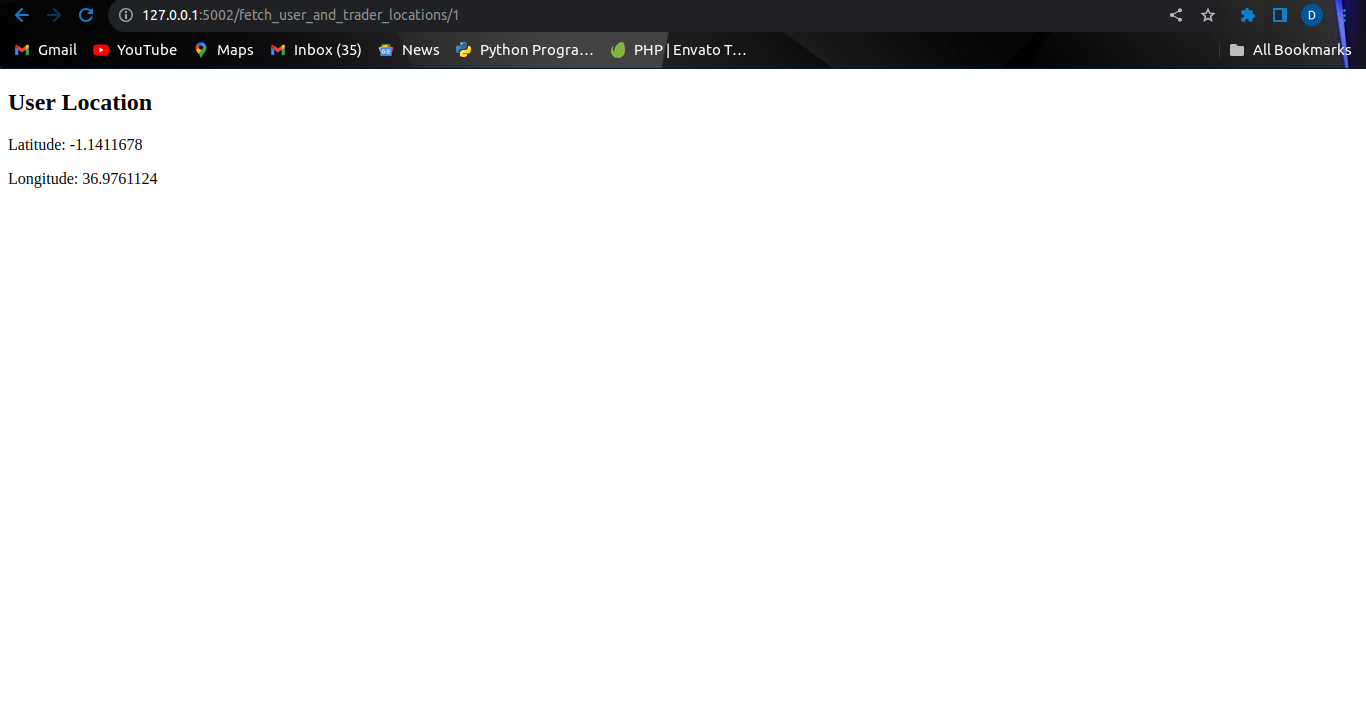 127.0.0.1:5002/fetch_user_and_trader_locations/1
D
Gmail YouTube Maps Inbox (35) News Python Progra... PHP | Envato T... All Bookmarks
User Location
Latitude: -1.1411678
Longitude: 36.9761124